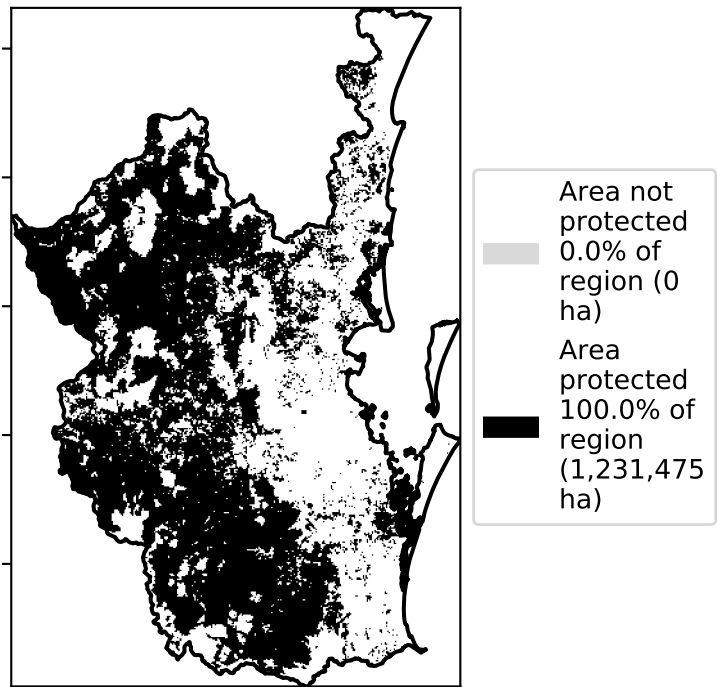 Area not
protected
0.0% of
region (0
ha)
Area
protected
100.0% of
region
(1,231,475
ha)